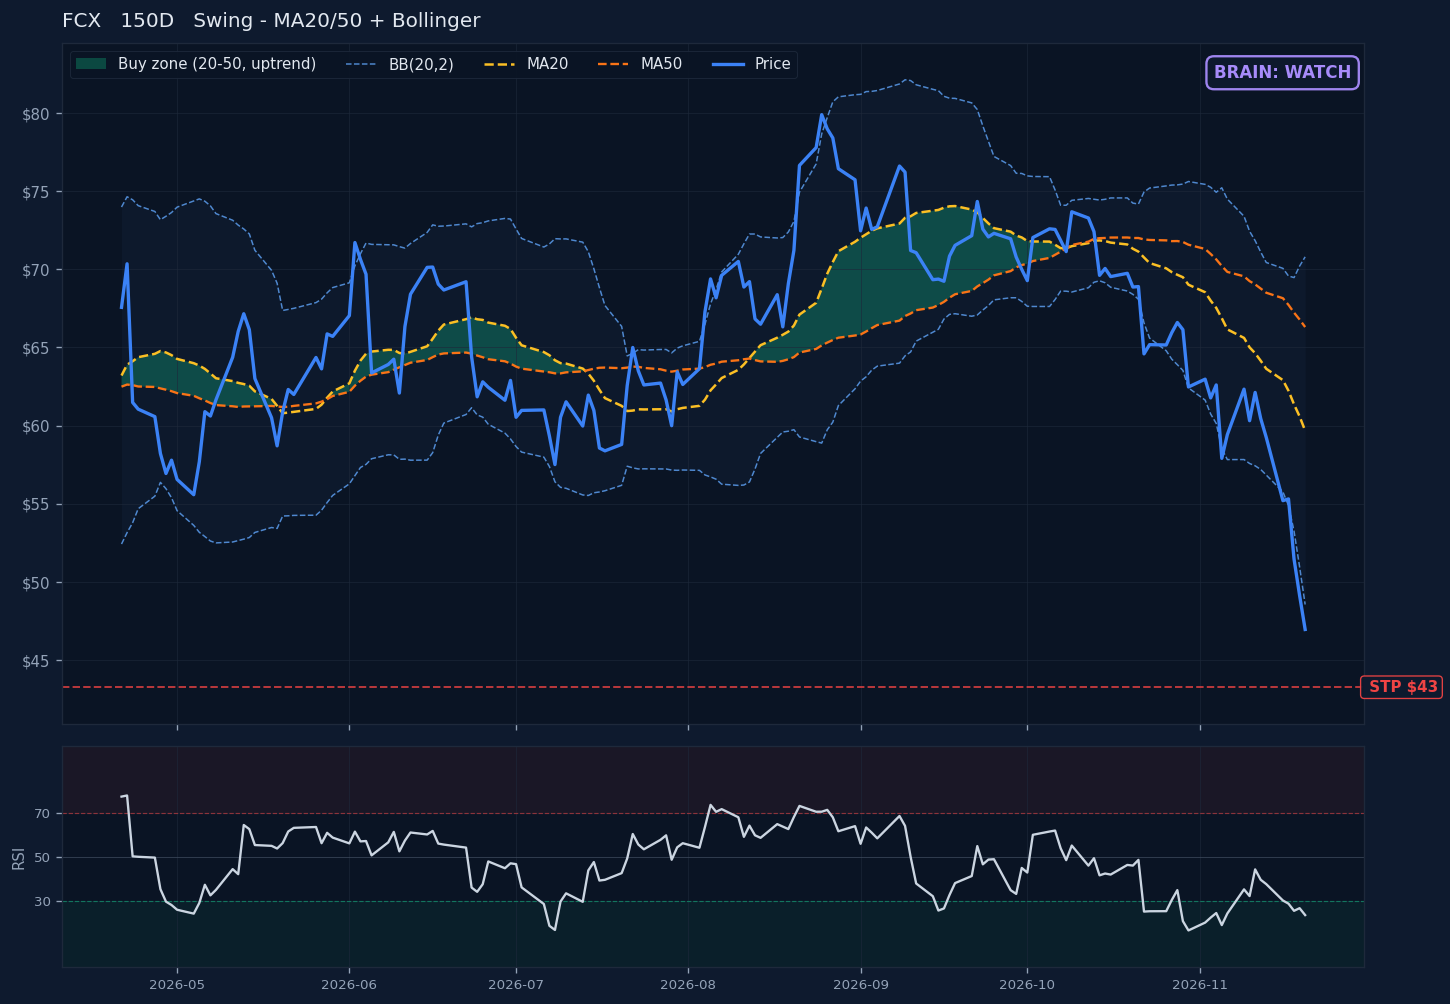 FCX   150D   Swing - MA20/50 + Bollinger
Buy zone (20-50, uptrend)   BB(20,2)   MA20   MA50   Price
BRAIN: WATCH
$80
$75
$70
$65
$60
$55
$50
$45
STP $43
RSI
70
50
30
2026-05   2026-06   2026-07   2026-08   2026-09   2026-10   2026-11